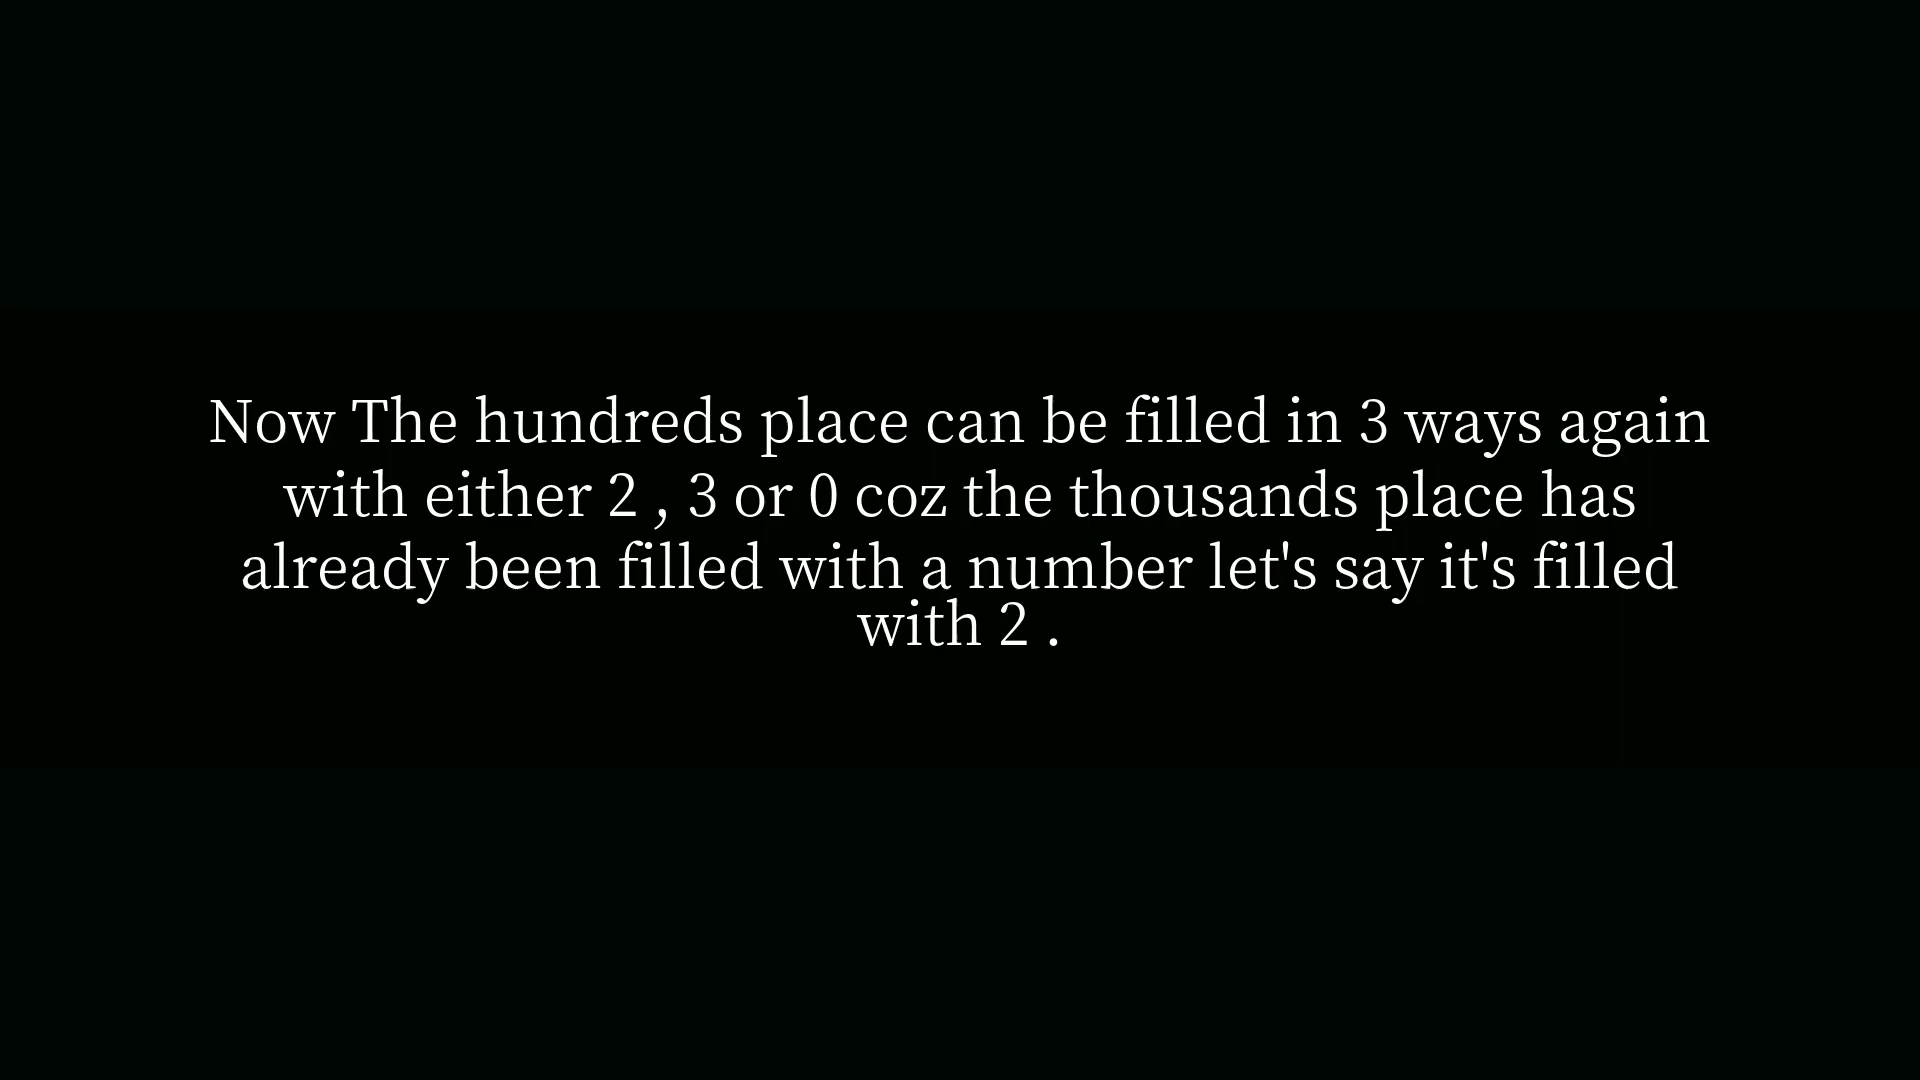 Now The hundreds place can be filled in 3 ways again
with either 2 , 3 or 0 coz the thousands place has
already been filled with a number let's say it's filled
with 2 .